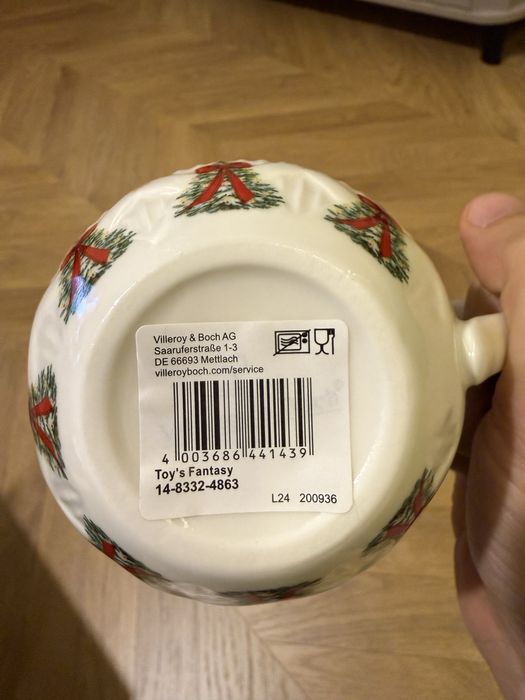 Villeroy & Boch AG
Saaruferstraße 1-3
DE 66693 Mettlach
villeroyboch.com/service
4 003686 441439
Toy's Fantasy
14-8332-4863
L24 200936